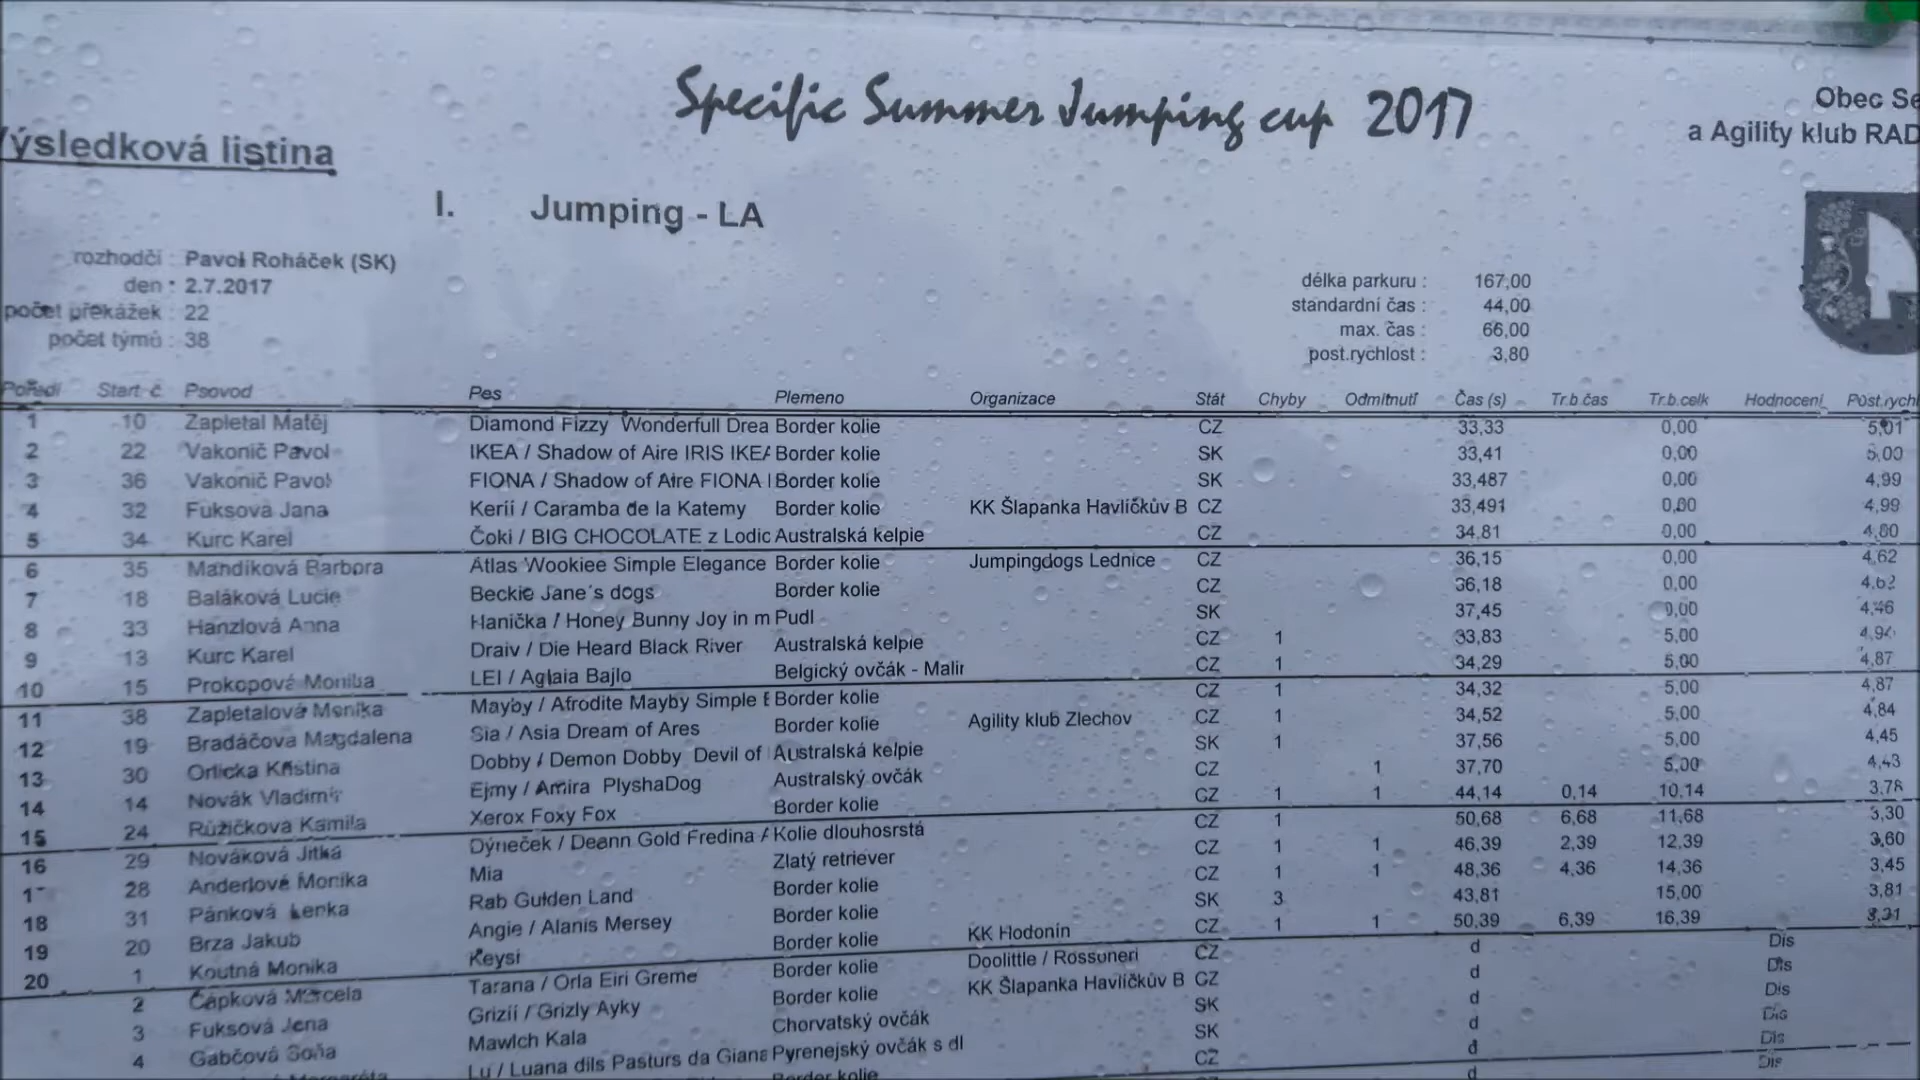 Specific Summer Jumping cup 2017
Obec Se
a Agility klub RAD
Výsledková listina
I. Jumping - LA
rozhodčí : Pavol Roháček (SK)
den : 2.7.2017
počet překážek : 22
počet týmů : 38
délka parkuru : 167,00
standardní čas : 44,00
max. čas : 66,00
post.rychlost : 3,80
Pořadí Start. č. Psovod Pes Plemeno Organizace Stát Chyby Odmítnutí Čas (s) Tr.b.čas Tr.b.celk Hodnocení Post.rychl
1 10 Zapletal Matěj Diamond Fizzy Wonderfull Drea Border kolie CZ 33,33 0,00 5,01
2 22 Vakonič Pavol IKEA / Shadow of Aire IRIS IKEA Border kolie SK 33,41 0,00 5,00
3 36 Vakonič Pavol FIONA / Shadow of Aire FIONA I Border kolie SK 33,487 0,00 4,99
4 32 Fuksová Jana Kerii / Caramba de la Katemy Border kolie KK Šlapanka Havlíčkův B CZ 33,491 0,00 4,99
5 34 Kurc Karel Čoki / BIG CHOCOLATE z Lodic Australská kelpie CZ 34,81 0,00 4,80
6 35 Mandíková Barbora Atlas Wookiee Simple Elegance Border kolie Jumpingdogs Lednice CZ 36,15 0,00 4,62
7 18 Baláková Lucie Beckie Jane´s dogs Border kolie CZ 36,18 0,00 4,62
8 33 Hanzlová Anna Hanička / Honey Bunny Joy in m Pudl SK 37,45 0,00 4,46
9 13 Kurc Karel Draiv / Die Heard Black River Australská kelpie CZ 1 33,83 5,00 4,94
10 15 Prokopová Monika LEI / Aglaia Bajlo Belgický ovčák - Malin CZ 1 34,29 5,00 4,87
11 38 Zapletalová Monika Mayby / Afrodite Mayby Simple E Border kolie CZ 1 34,32 5,00 4,87
12 19 Bradáčova Magdalena Sia / Asia Dream of Ares Border kolie Agility klub Zlechov CZ 1 34,52 5,00 4,84
13 30 Orlicka Kristina Dobby / Demon Dobby Devil of Australská kelpie SK 1 37,56 5,00 4,45
14 14 Novák Vladimír Ejmy / Amira PlyshaDog Australský ovčák CZ 1 37,70 5,00 4,43
15 24 Růžičkova Kamila Xerox Foxy Fox Border kolie CZ 1 1 44,14 0,14 10,14 3,78
16 29 Nováková Jitka Dýneček / Deann Gold Fredina A Kolie dlouhosrstá CZ 1 50,68 6,68 11,68 3,30
17 28 Anderlová Monika Mia Zlatý retriever CZ 1 1 46,39 2,39 12,39 3,60
18 31 Pánková Lenka Rab Gulden Land Border kolie CZ 1 1 48,36 4,36 14,36 3,45
19 20 Brza Jakub Angie / Alanis Mersey Border kolie SK 3 43,81 15,00 3,81
20 1 Koutná Monika Keysi Border kolie KK Hodonín CZ 1 1 50,39 6,39 16,39 3,31
2 Čápková Marcela Tarana / Orla Eiri Greme Border kolie Doolittle / Rossoneri CZ d Dis
3 Fuksová Jana Grizii / Grizly Ayky Border kolie KK Šlapanka Havlíčkův B CZ d Dis
4 Gabčová Soňa Mawlch Kala Chorvatský ovčák SK d Dis
Lu / Luana dils Pasturs da Giana Pyrenejský ovčák s dl SK d Dis
Border kolie CZ d Dis
d Dis